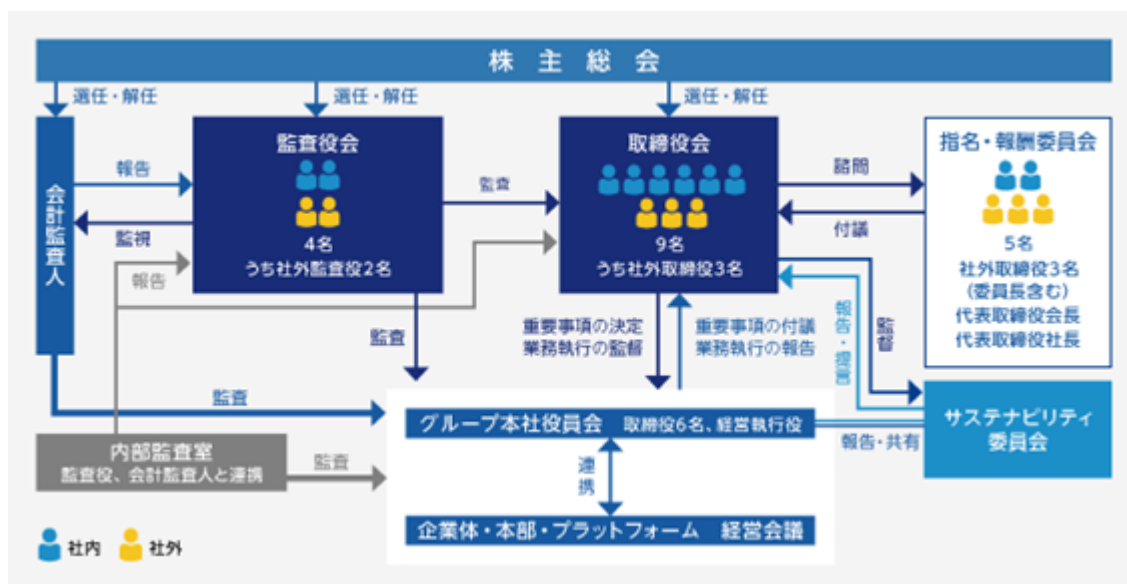 株主総会
選任・解任
選任・解任
選任・解任
会計監査人
報告
監視
報告
監査役会
4名
うち社外監査役2名
監査
取締役会
9名
うち社外取締役3名
諮問
付議
指名・報酬委員会
5名
社外取締役3名
(委員長含む)
代表取締役会長
代表取締役社長
監査
重要事項の決定
業務執行の監督
重要事項の付議
業務執行の報告
報告・提言
監督
監査
グループ本社役員会 取締役6名、経営執行役
報告・共有
サステナビリティ
委員会
内部監査室
監査役、会計監査人と連携
監査
連携
企業体・本部・プラットフォーム 経営会議
社内
社外